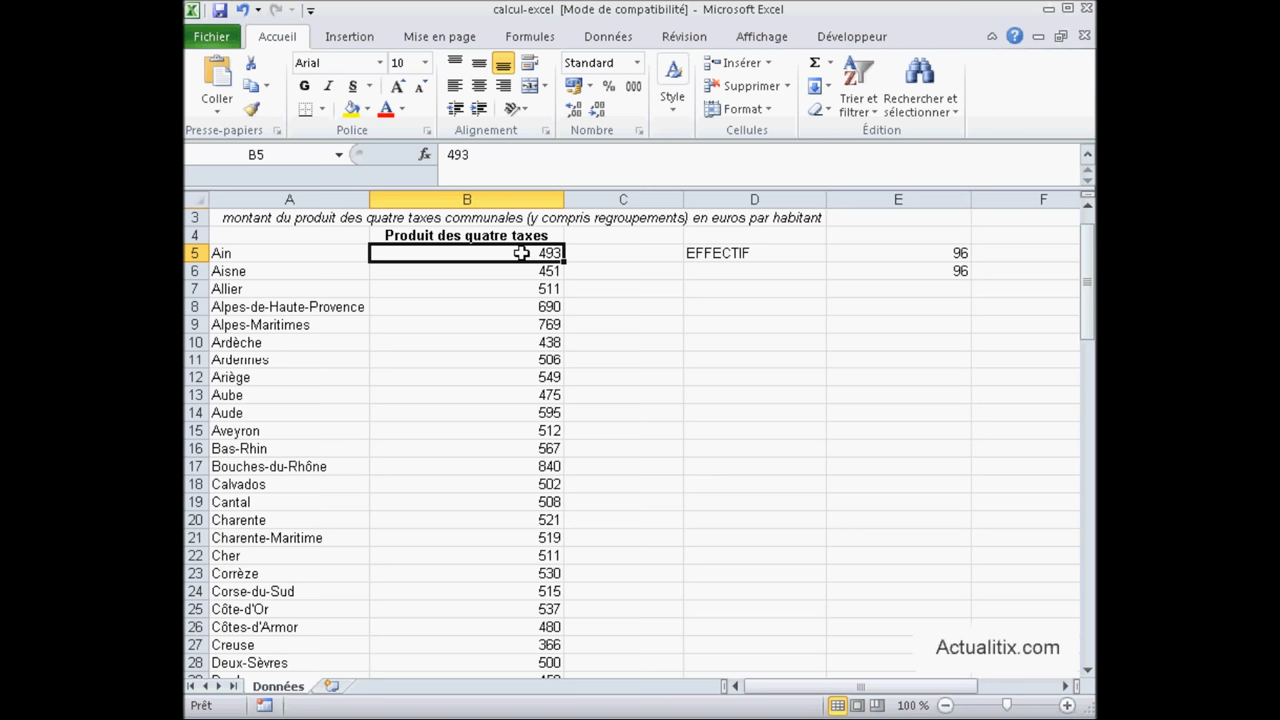 calcul-excel [Mode de compatibilité] - Microsoft Excel
Fichier Accueil Insertion Mise en page Formules Données Révision Affichage Développeur
Arial 10 Standard Insérer Σ A Z
G I S % 000 Supprimer
Coller Style Trier et filtrer Rechercher et sélectionner
A Format
Presse-papiers Police Alignement Nombre Cellules Édition
B5 fx 493
A B C D E F
3 montant du produit des quatre taxes communales (y compris regroupements) en euros par habitant
4 Produit des quatre taxes
5 Ain 493 EFFECTIF 96
6 Aisne 451 96
7 Allier 511
8 Alpes-de-Haute-Provence 690
9 Alpes-Maritimes 769
10 Ardèche 438
11 Ardennes 506
12 Ariège 549
13 Aube 475
14 Aude 595
15 Aveyron 512
16 Bas-Rhin 567
17 Bouches-du-Rhône 840
18 Calvados 502
19 Cantal 508
20 Charente 521
21 Charente-Maritime 519
22 Cher 511
23 Corrèze 530
24 Corse-du-Sud 515
25 Côte-d'Or 537
26 Côtes-d'Armor 480
27 Creuse 366
28 Deux-Sèvres 500
Actualitix.com
Données
Prêt 100 %